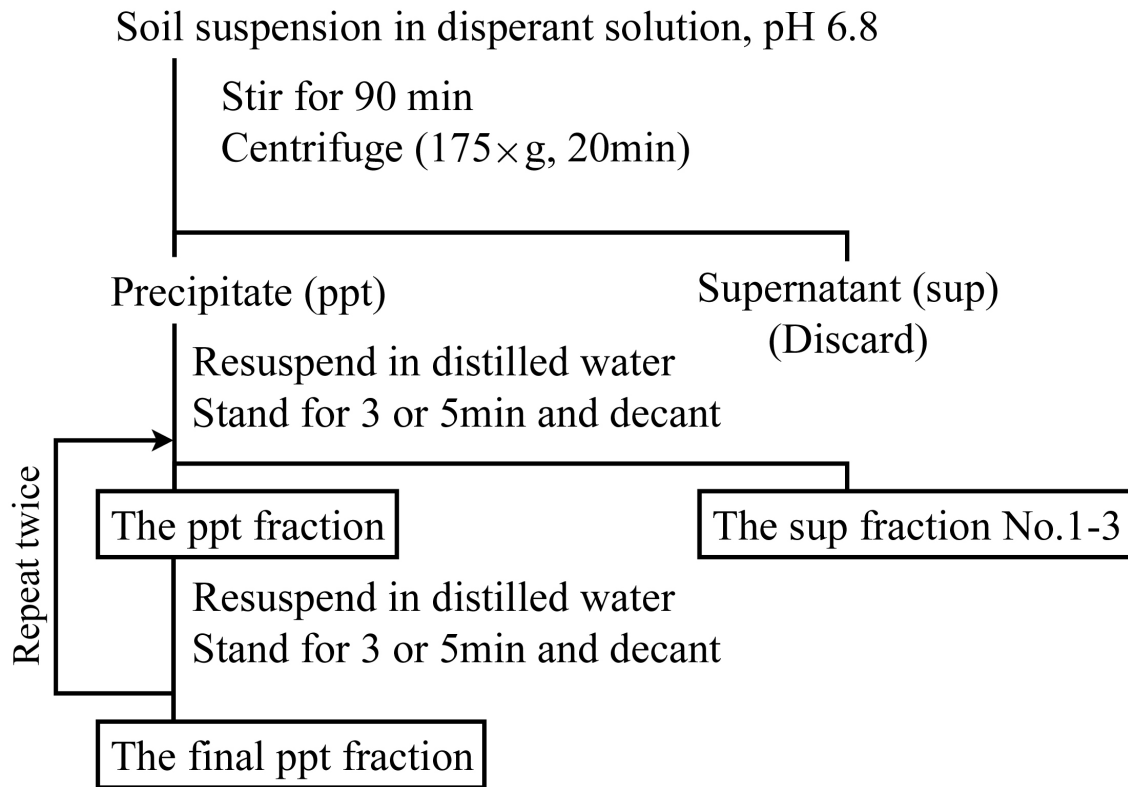 Soil suspension in disperant solution, pH 6.8
Stir for 90 min
Centrifuge (175×g, 20min)
Precipitate (ppt)
Supernatant (sup)
(Discard)
Resuspend in distilled water
Stand for 3 or 5min and decant
Repeat twice
The ppt fraction
The sup fraction No.1-3
Resuspend in distilled water
Stand for 3 or 5min and decant
The final ppt fraction